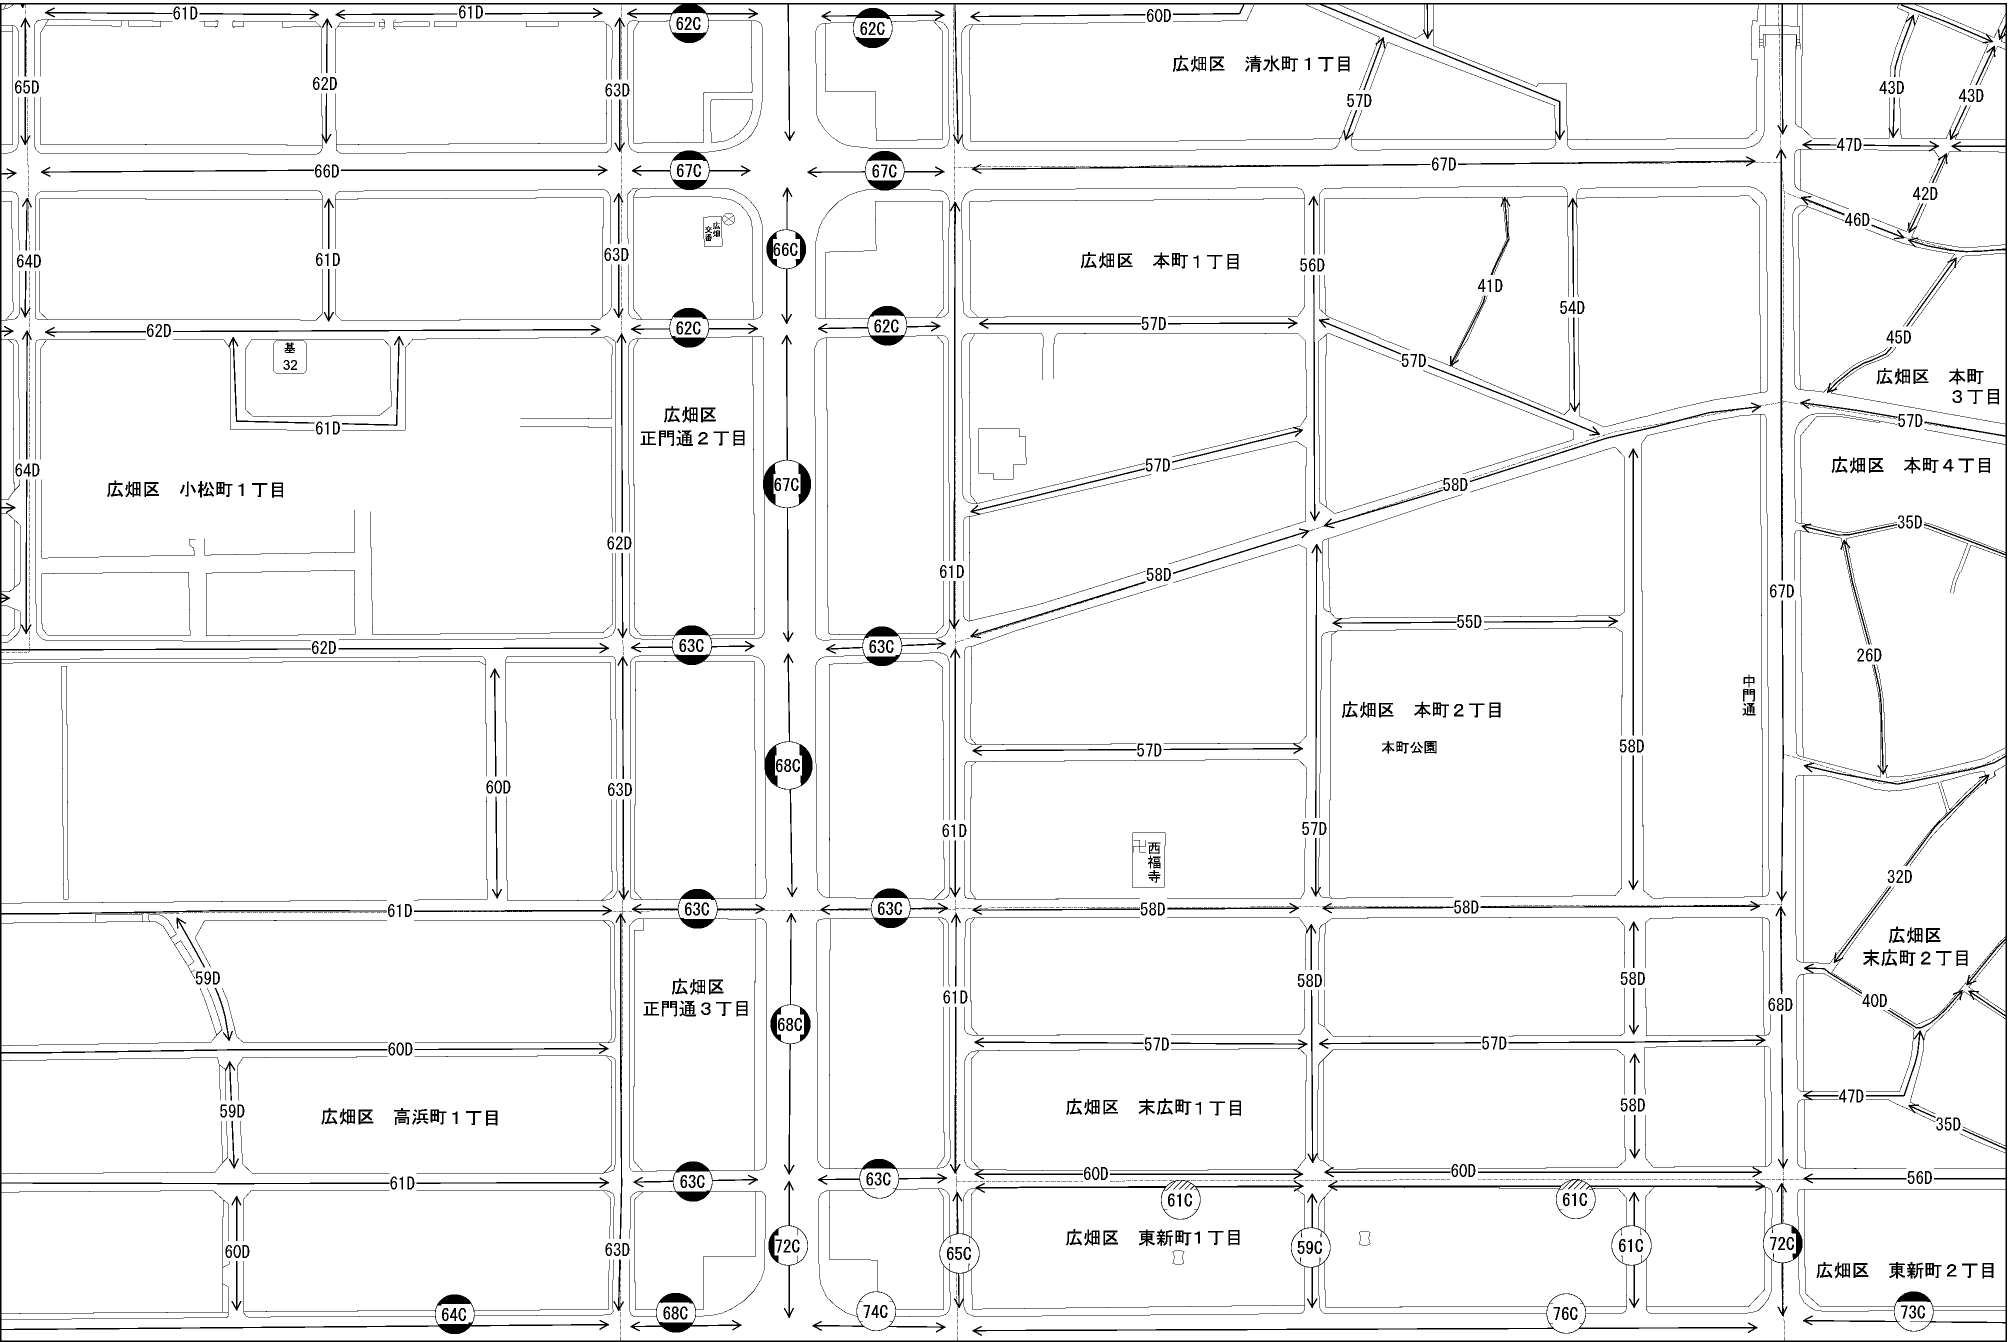 61D
61D
62C
62C
60D
広畑区　清水町１丁目
65D
62D
63D
57D
43D
43D
66D
67C
67C
67D
47D
42D
46D
広畑
交番
64D
61D
63D
66C
広畑区　本町１丁目
56D
41D
54D
62D
62C
62C
57D
57D
45D
基
32
広畑区　本町
３丁目
61D
広畑区
正門通２丁目
57D
64D
67C
57D
58D
広畑区　本町４丁目
広畑区　小松町１丁目
62D
61D
58D
35D
67D
62D
63C
63C
55D
26D
中門通
広畑区　本町２丁目
本町公園
57D
58D
60D
63D
68C
61D
57D
西福寺
32D
61D
63C
63C
58D
58D
広畑区
末広町２丁目
59D
広畑区
正門通３丁目
61D
58D
58D
68D
40D
60D
68C
57D
57D
59D
広畑区　高浜町１丁目
広畑区　末広町１丁目
58D
47D
35D
61D
63C
63C
60D
60D
56D
61C
61C
60D
63D
72C
65C
広畑区　東新町１丁目
59C
61C
72C
広畑区　東新町２丁目
64C
68C
74C
76C
73C